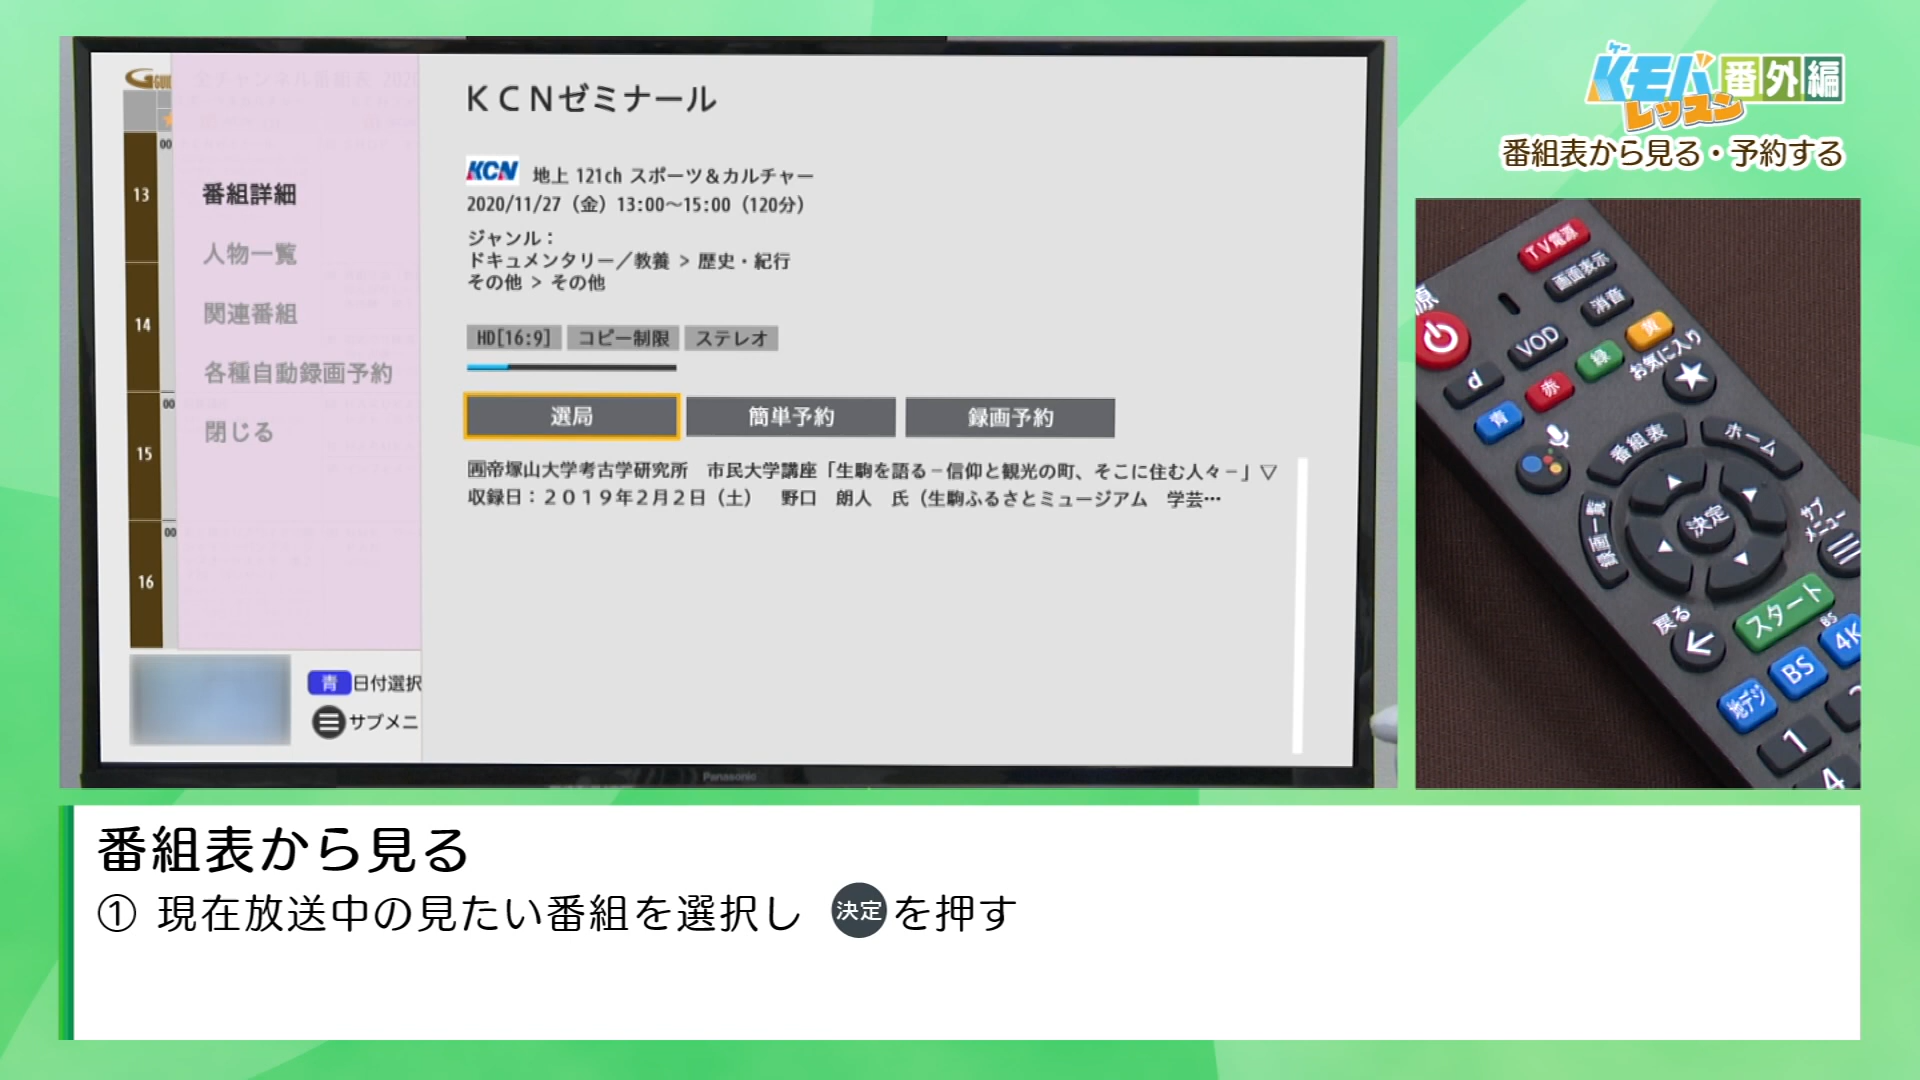 ケー
Kモバ 番外編
レッスン
番組表から見る・予約する
13
14
15
16
00
00
00
番組詳細
人物一覧
関連番組
各種自動録画予約
閉じる
青 日付選択
サブメニ
ＫＣＮゼミナール
KCN 地上 121ch スポーツ＆カルチャー
2020/11/27（金）13:00～15:00（120分）
ジャンル：
ドキュメンタリー／教養 > 歴史・紀行
その他 > その他
HD[16:9] コピー制限 ステレオ
選局 簡単予約 録画予約
🈞帝塚山大学考古学研究所　市民大学講座「生駒を語る－信仰と観光の町、そこに住む人々－」▽
収録日：２０１９年２月２日（土）　野口　朗人　氏（生駒ふるさとミュージアム　学芸…
Panasonic
TV電源
画面表示
消音
VOD
黄
緑
赤
青
d
お気に入り
番組表
ホーム
録画一覧
決定
サブ
メニュー
戻る
スタート
BS
4K
BS
地デジ
1
4
番組表から見る
① 現在放送中の見たい番組を選択し 決定 を押す